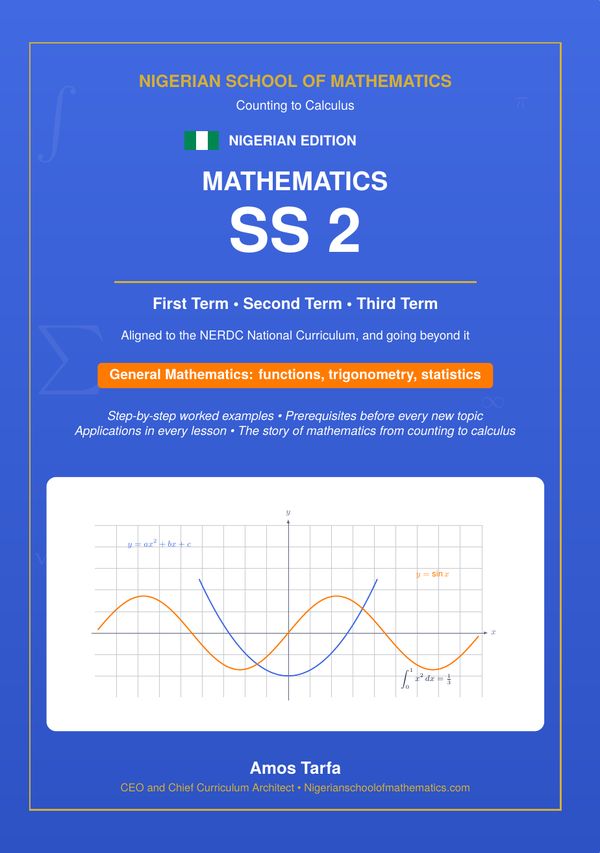 NIGERIAN SCHOOL OF MATHEMATICS
Counting to Calculus
NIGERIAN EDITION
MATHEMATICS
SS 2
First Term • Second Term • Third Term
Aligned to the NERDC National Curriculum, and going beyond it
General Mathematics: functions, trigonometry, statistics
Step-by-step worked examples • Prerequisites before every new topic
Applications in every lesson • The story of mathematics from counting to calculus
y
y = ax² + bx + c
y = sin x
x
∫₀¹ x² dx = 1/3
Amos Tarfa
CEO and Chief Curriculum Architect • Nigerianschoolofmathematics.com